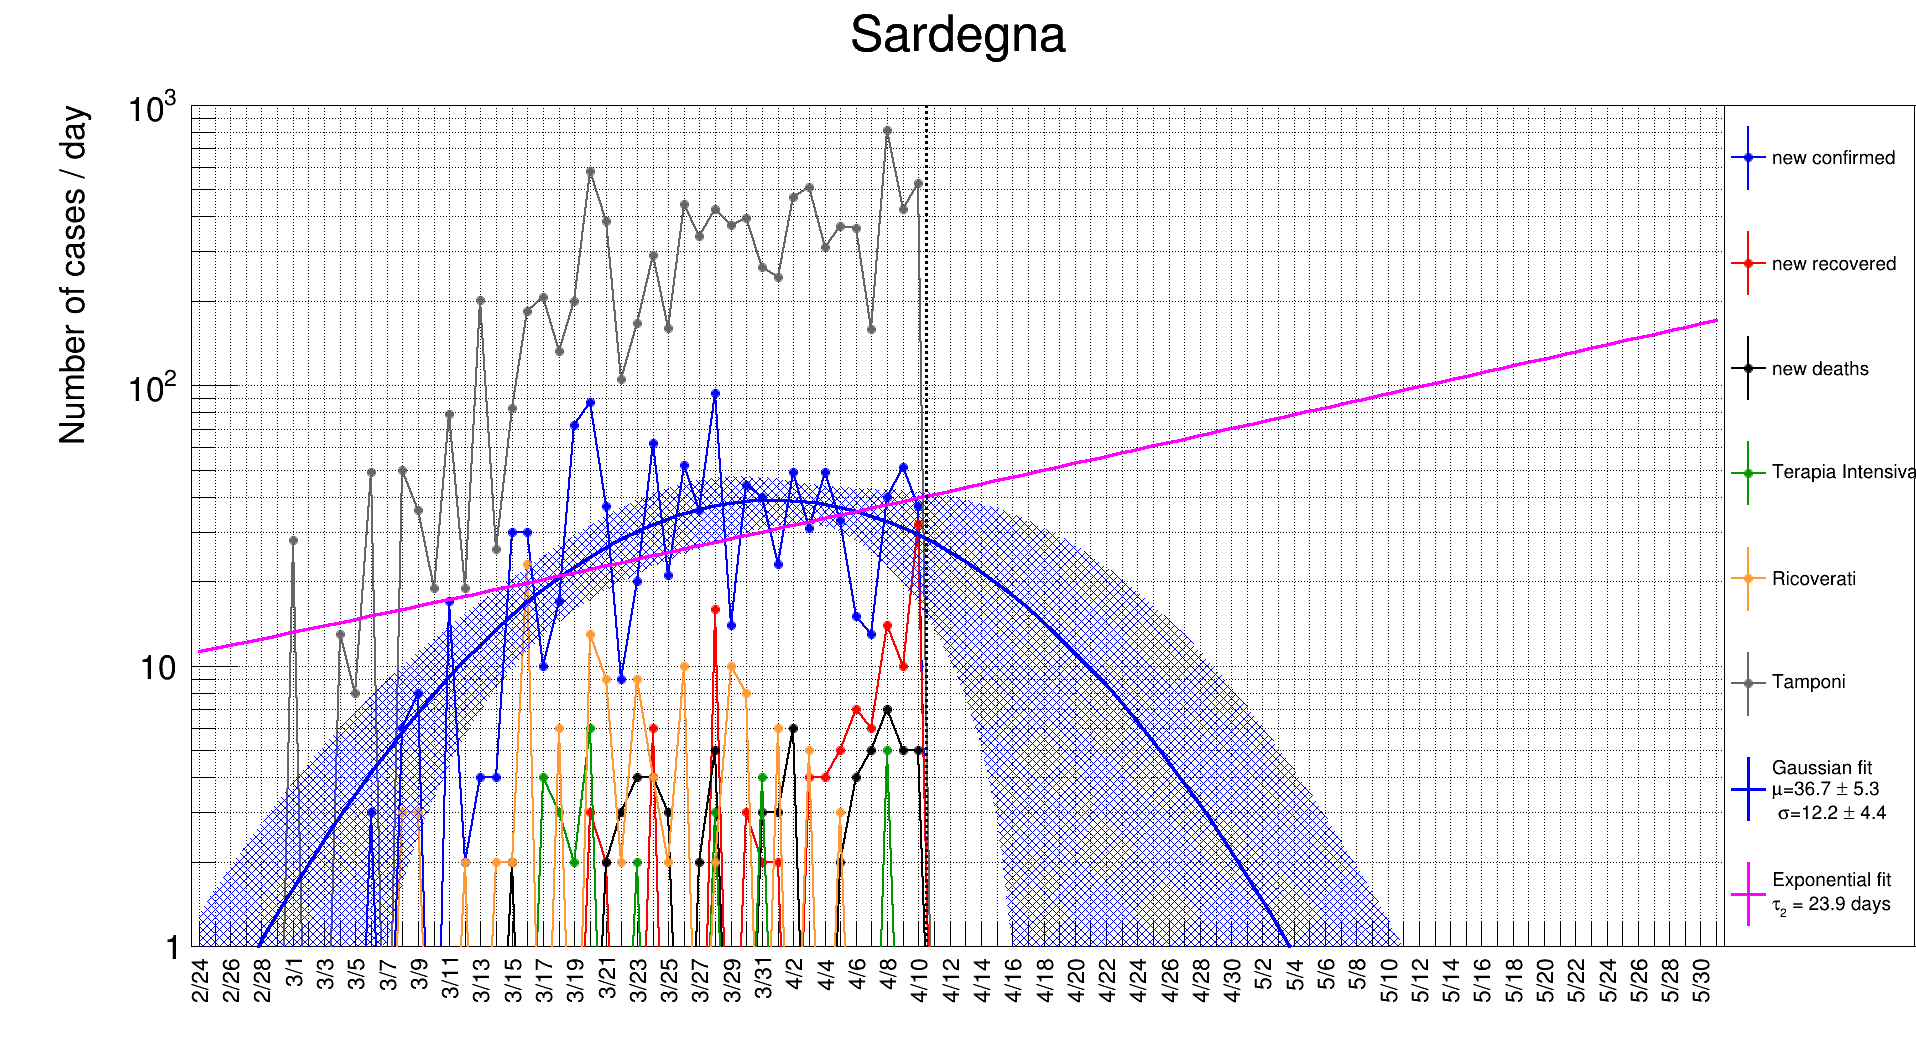 Sardegna
Number of cases / day
10³
10²
10
1
2/24 2/26 2/28 3/1 3/3 3/5 3/7 3/9 3/11 3/13 3/15 3/17 3/19 3/21 3/23 3/25 3/27 3/29 3/31 4/2 4/4 4/6 4/8 4/10 4/12 4/14 4/16 4/18 4/20 4/22 4/24 4/26 4/28 4/30 5/2 5/4 5/6 5/8 5/10 5/12 5/14 5/16 5/18 5/20 5/22 5/24 5/26 5/28 5/30
new confirmed
new recovered
new deaths
Terapia Intensiva
Ricoverati
Tamponi
Gaussian fit
μ=36.7 ± 5.3
σ=12.2 ± 4.4
Exponential fit
τ₂ = 23.9 days